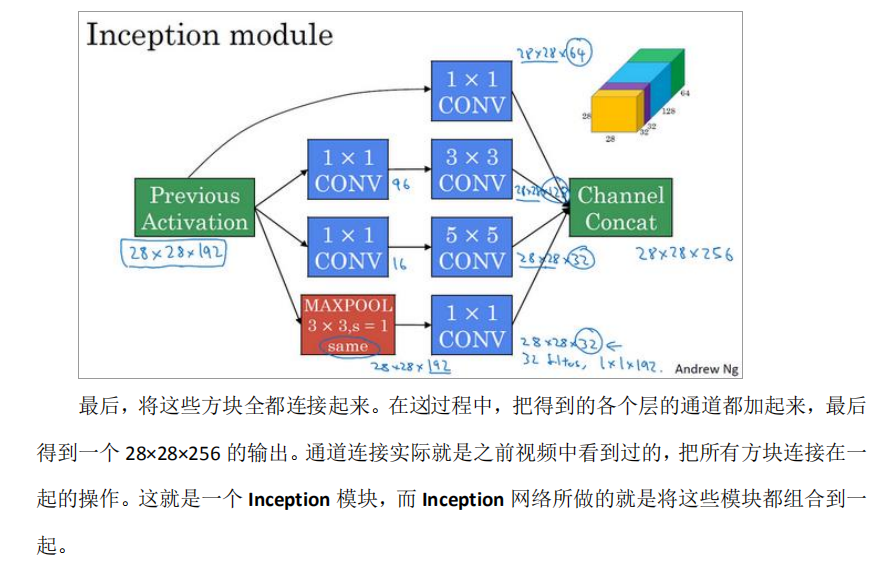 Inception module
28×28×64
1 × 1
CONV
28
28
32
32
128
64
1 × 1
CONV
96
3 × 3
CONV
28×28×128
Previous
Activation
28×28×192
Channel
Concat
28×28×256
1 × 1
CONV
16
5 × 5
CONV
28×28×32
MAXPOOL
3 × 3,s = 1
same
28×28×192
1 × 1
CONV
28×28×32 ←
32 filters, 1×1×192.
Andrew Ng
最后，将这些方块全都连接起来。在这过程中，把得到的各个层的通道都加起来，最后
得到一个 28×28×256 的输出。通道连接实际就是之前视频中看到过的，把所有方块连接在一
起的操作。这就是一个 Inception 模块，而 Inception 网络所做的就是将这些模块都组合到一
起。